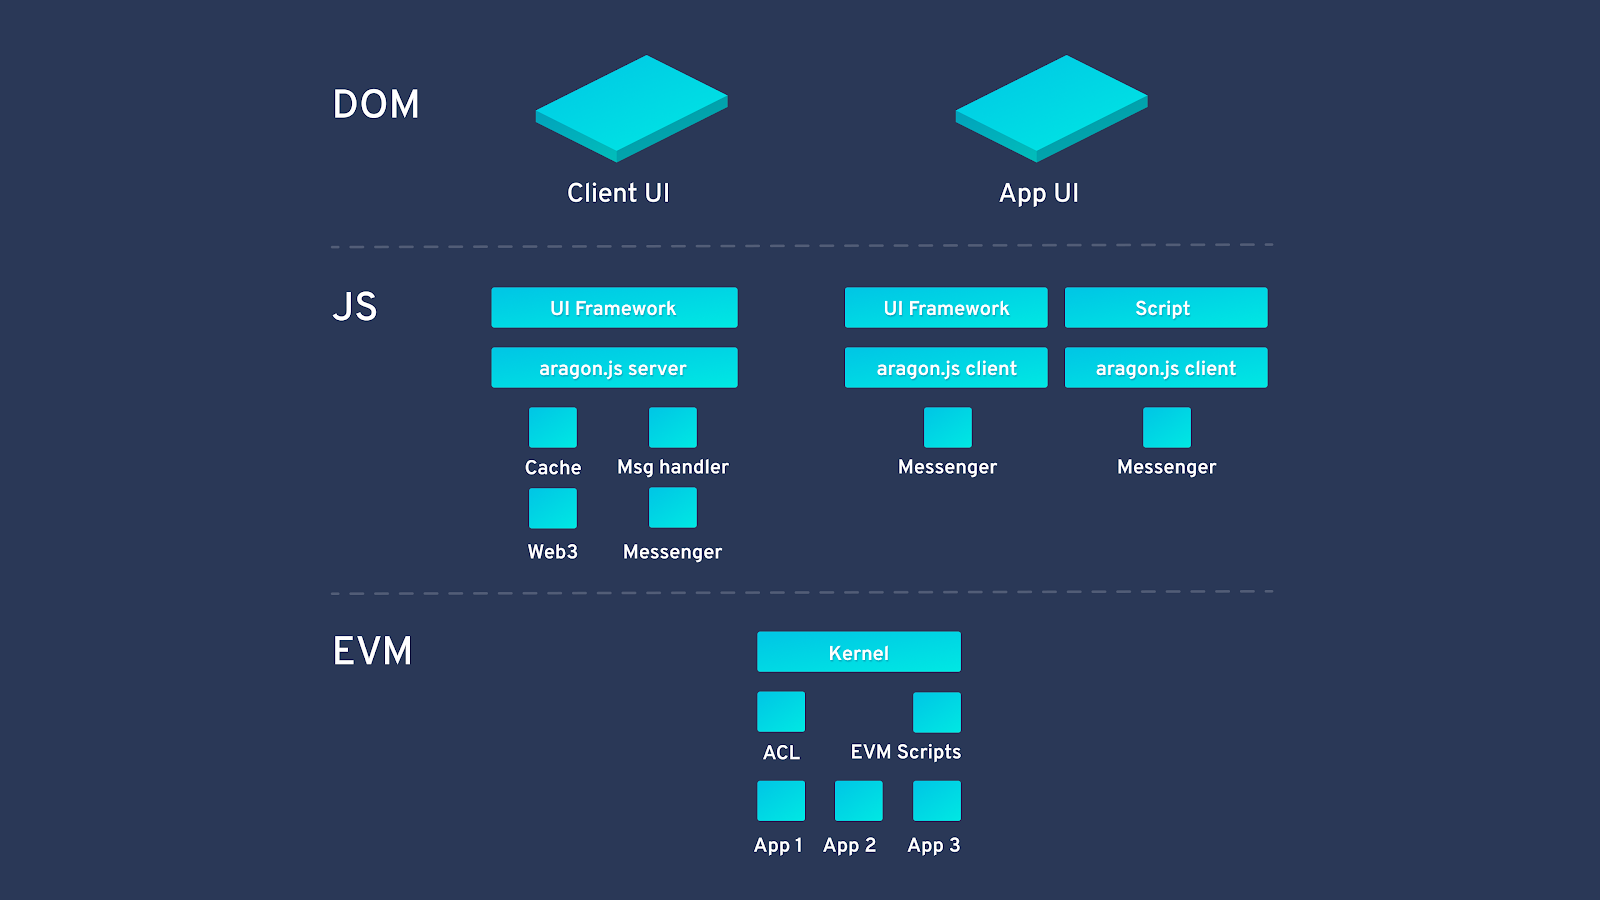 DOM
Client UI
App UI
JS
UI Framework
UI Framework
Script
aragon.js server
aragon.js client
aragon.js client
Cache
Msg handler
Messenger
Messenger
Web3
Messenger
EVM
Kernel
ACL
EVM Scripts
App 1
App 2
App 3